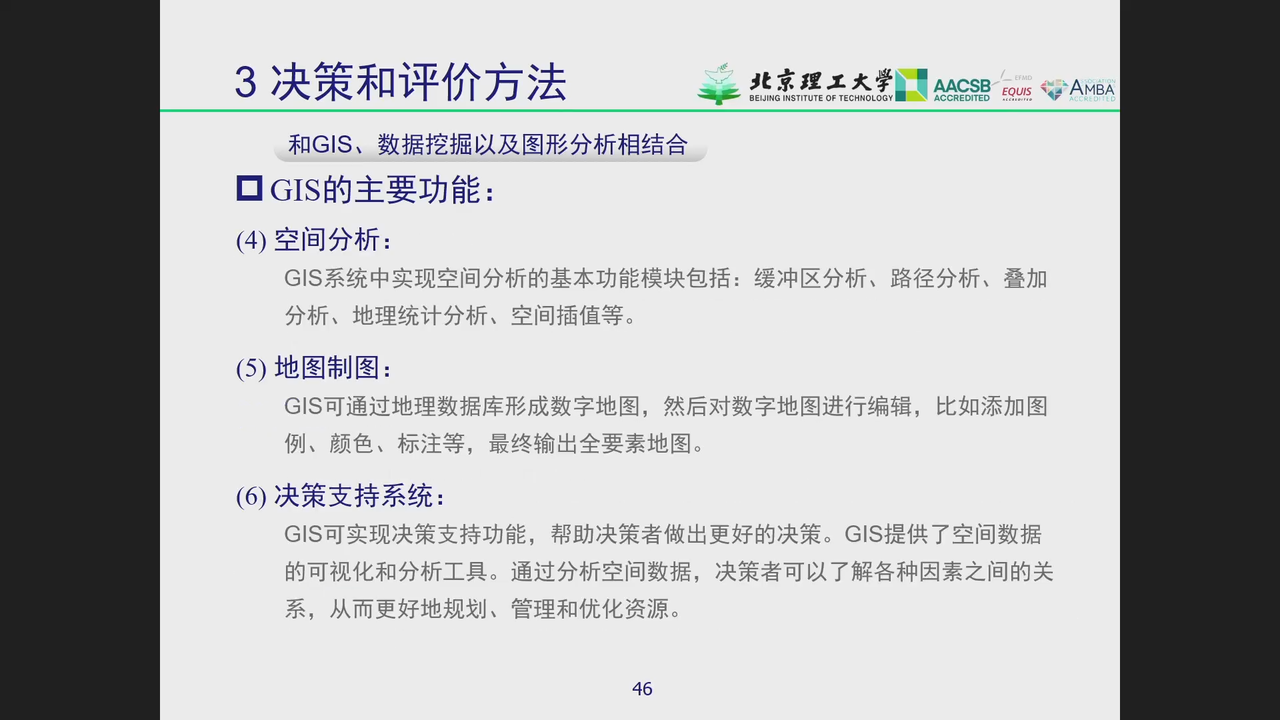 3 决策和评价方法
北京理工大学
BEIJING INSTITUTE OF TECHNOLOGY
AACSB
ACCREDITED
EFMD
EQUIS
ACCREDITED
ASSOCIATION
AMBA
ACCREDITED
和GIS、数据挖掘以及图形分析相结合
GIS的主要功能：
(4) 空间分析：
GIS系统中实现空间分析的基本功能模块包括：缓冲区分析、路径分析、叠加
分析、地理统计分析、空间插值等。
(5) 地图制图：
GIS可通过地理数据库形成数字地图，然后对数字地图进行编辑，比如添加图
例、颜色、标注等，最终输出全要素地图。
(6) 决策支持系统：
GIS可实现决策支持功能，帮助决策者做出更好的决策。GIS提供了空间数据
的可视化和分析工具。通过分析空间数据，决策者可以了解各种因素之间的关
系，从而更好地规划、管理和优化资源。
46